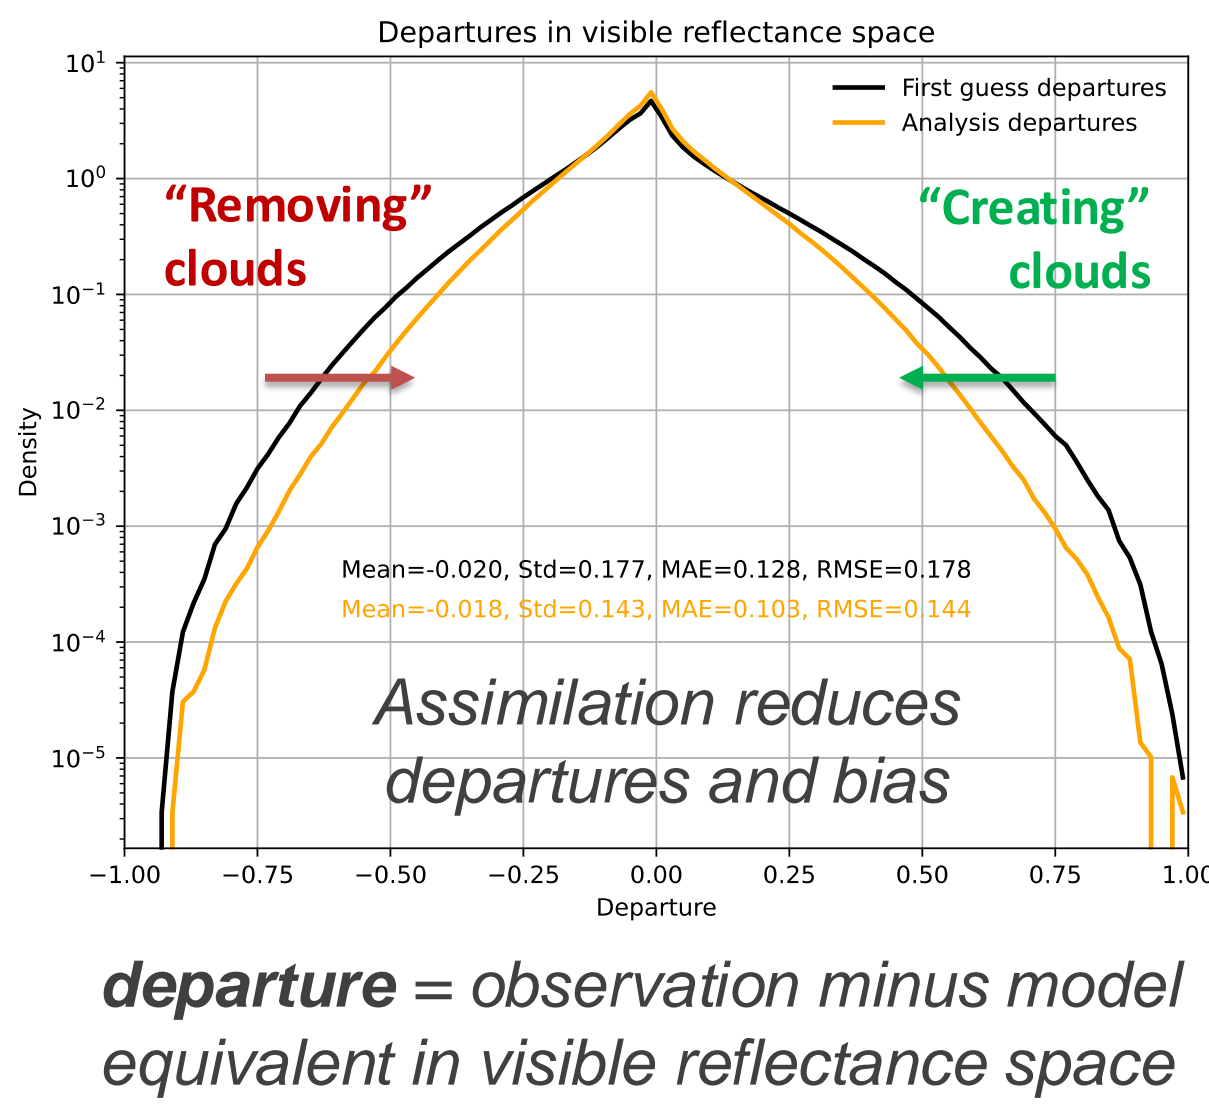 Departures in visible reflectance space
First guess departures
Analysis departures
“Removing”
clouds
“Creating”
clouds
10¹
10⁰
10⁻¹
10⁻²
10⁻³
10⁻⁴
10⁻⁵
Density
Mean=-0.020, Std=0.177, MAE=0.128, RMSE=0.178
Mean=-0.018, Std=0.143, MAE=0.103, RMSE=0.144
Assimilation reduces
departures and bias
−1.00 −0.75 −0.50 −0.25 0.00 0.25 0.50 0.75 1.00
Departure
departure = observation minus model
equivalent in visible reflectance space